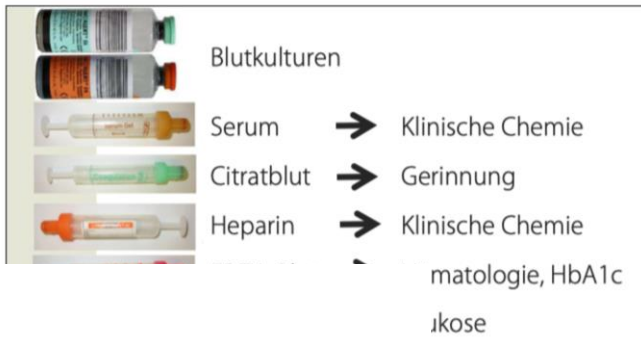 Blutkulturen
Serum → Klinische Chemie
Citratblut → Gerinnung
Heparin → Klinische Chemie
matologie, HbA1c
ukose